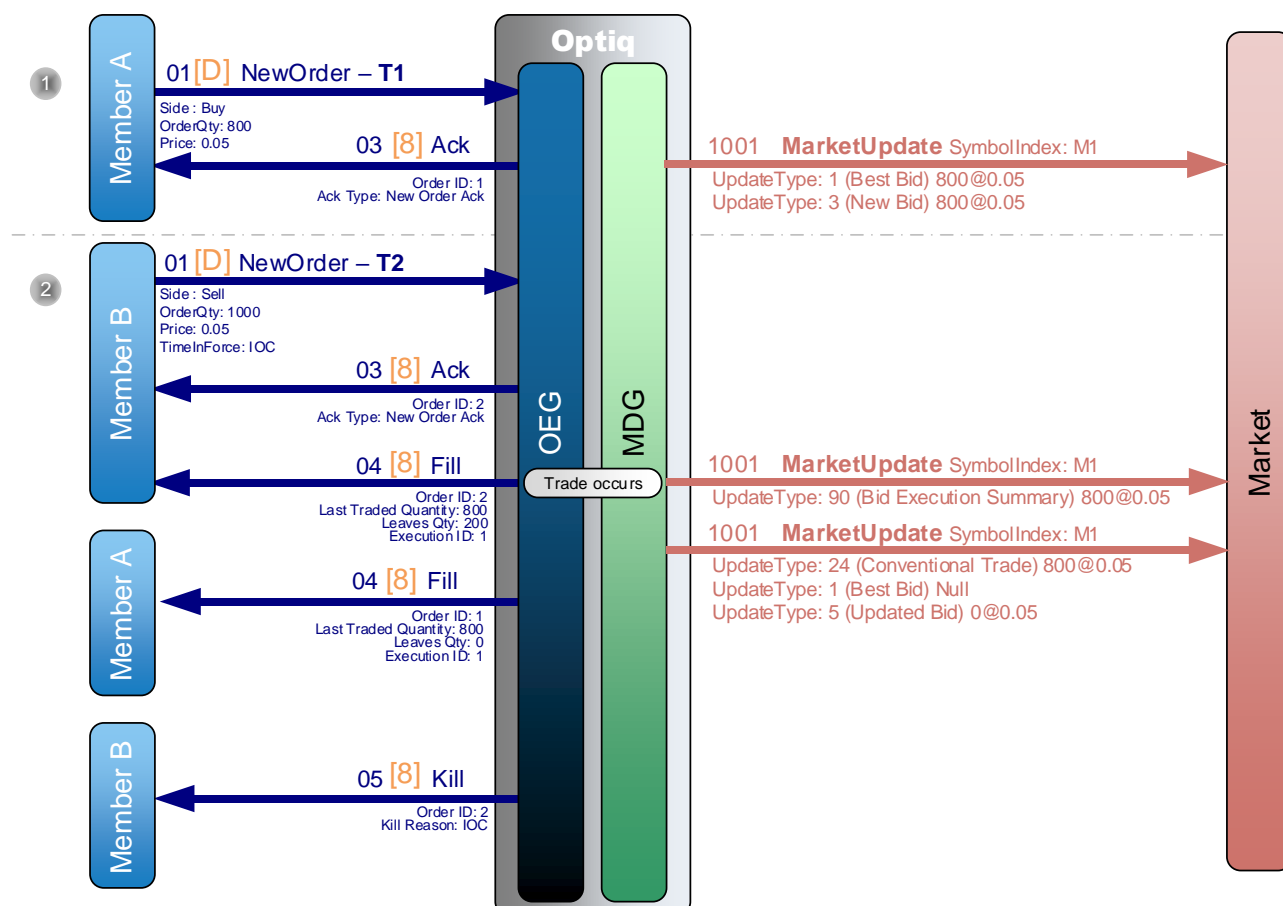 Optiq
1
Member A
01 [D] NewOrder – T1
Side : Buy
OrderQty: 800
Price: 0.05
03 [8] Ack
Order ID: 1
Ack Type: New Order Ack
1001 MarketUpdate SymbolIndex: M1
UpdateType: 1 (Best Bid) 800@0.05
UpdateType: 3 (New Bid) 800@0.05
2
Member B
01 [D] NewOrder – T2
Side : Sell
OrderQty: 1000
Price: 0.05
TimeInForce: IOC
03 [8] Ack
Order ID: 2
Ack Type: New Order Ack
OEG
MDG
Market
04 [8] Fill
Order ID: 2
Last Traded Quantity: 800
Leaves Qty: 200
Execution ID: 1
Trade occurs
1001 MarketUpdate SymbolIndex: M1
UpdateType: 90 (Bid Execution Summary) 800@0.05
1001 MarketUpdate SymbolIndex: M1
UpdateType: 24 (Conventional Trade) 800@0.05
UpdateType: 1 (Best Bid) Null
UpdateType: 5 (Updated Bid) 0@0.05
Member A
04 [8] Fill
Order ID: 1
Last Traded Quantity: 800
Leaves Qty: 0
Execution ID: 1
Member B
05 [8] Kill
Order ID: 2
Kill Reason: IOC